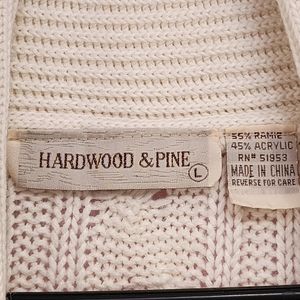 HARDWOOD & PINE
L
55% RAMIE
45% ACRYLIC
RN# 51953
MADE IN CHINA
REVERSE FOR CARE